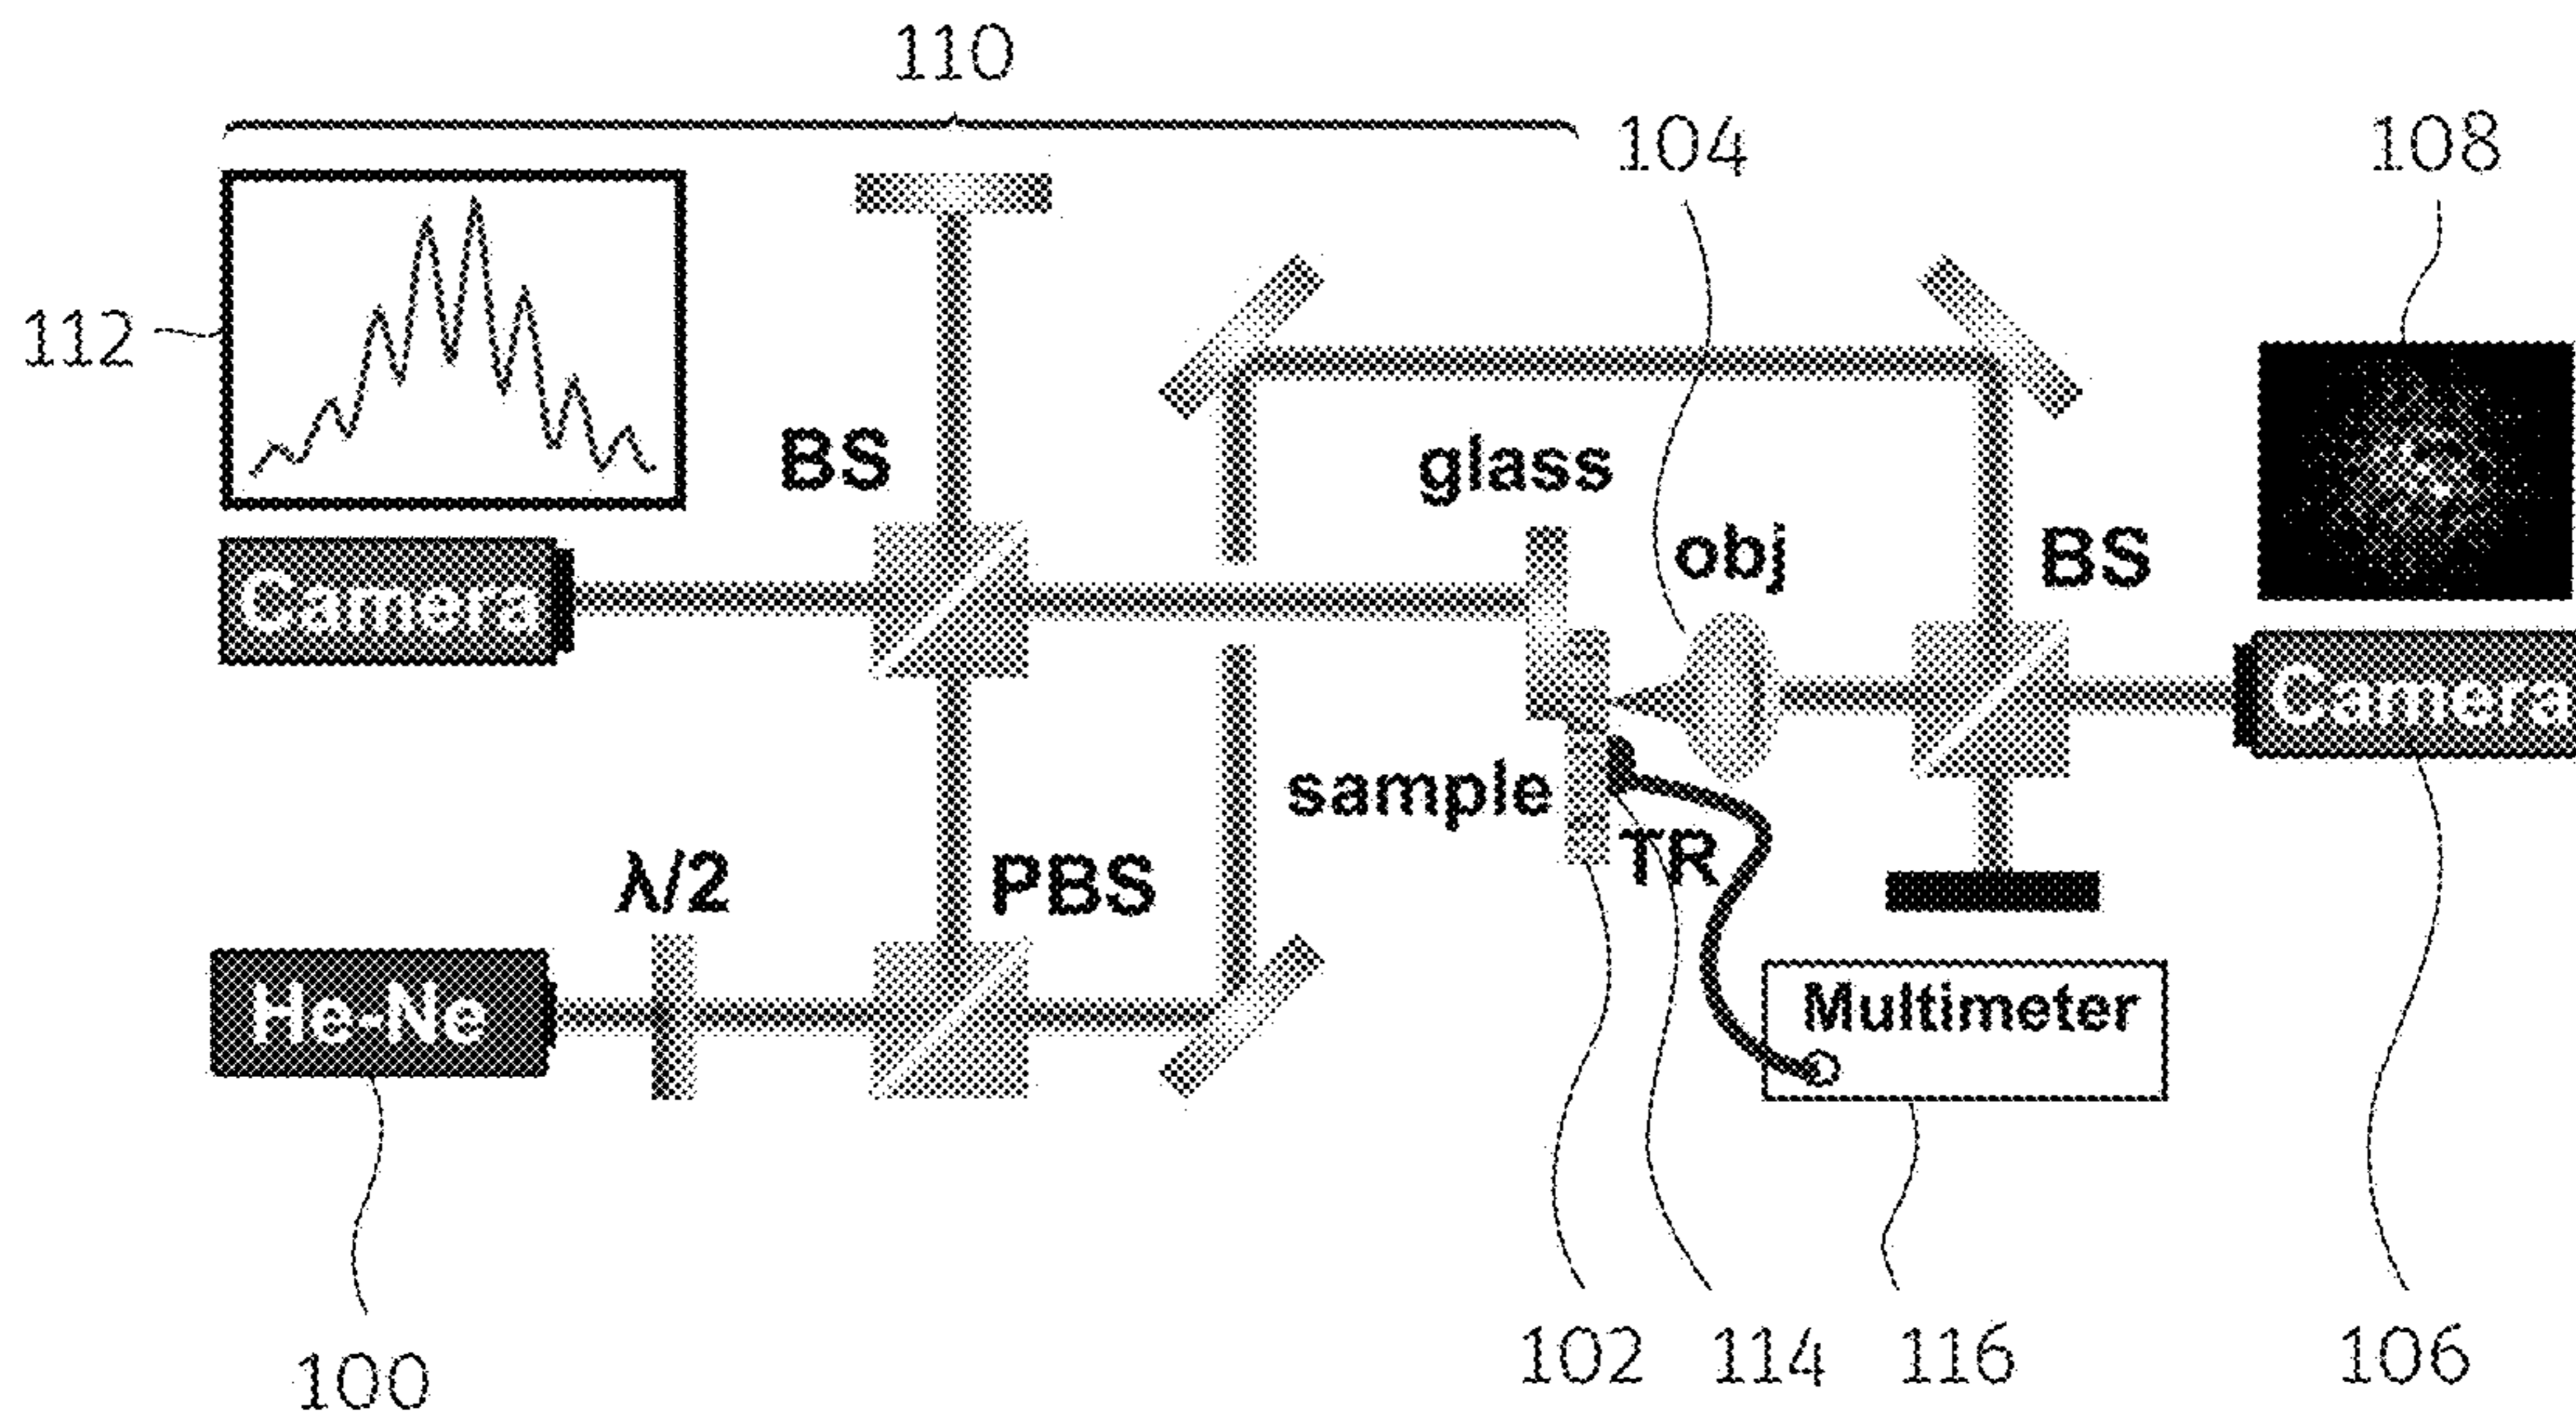 110
104
108
112
BS
glass
obj
BS
Camera
Camera
sample
TR
λ/2
PBS
He-Ne
Multimeter
100
102
114
116
106